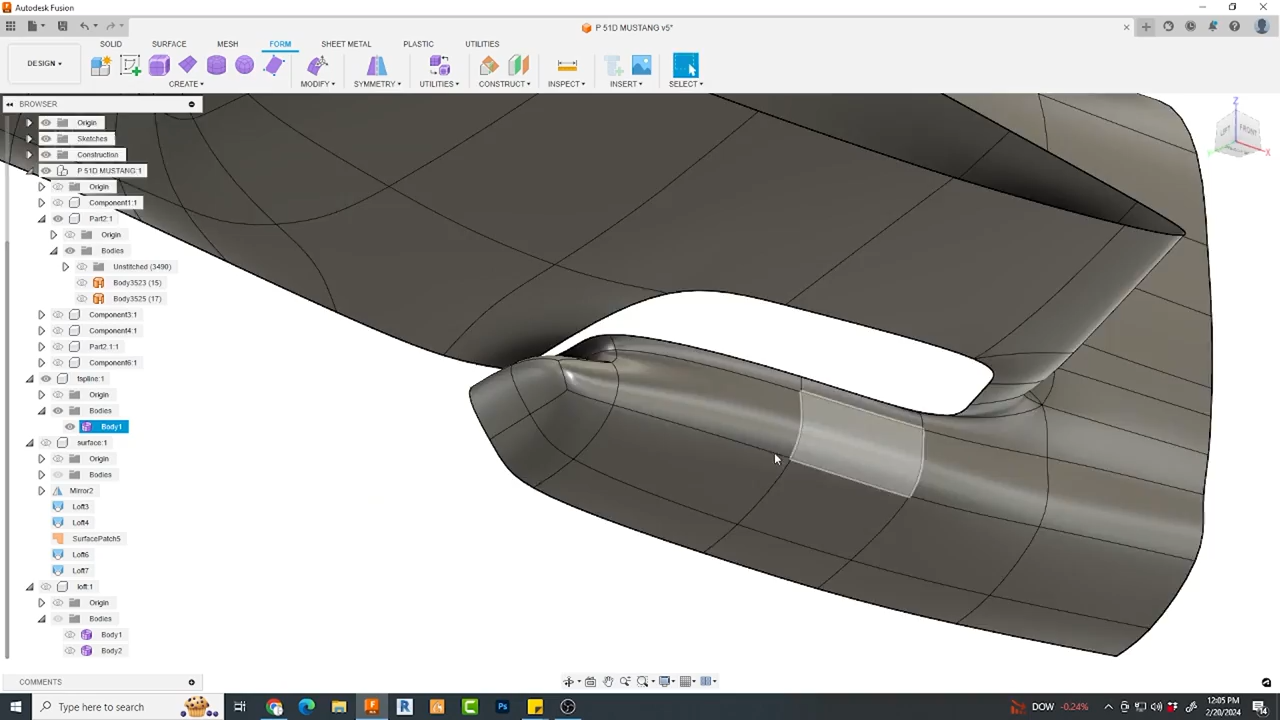 Autodesk Fusion
P 51D MUSTANG v5*
SOLID
SURFACE
MESH
FORM
SHEET METAL
PLASTIC
UTILITIES
DESIGN
CREATE
MODIFY
SYMMETRY
UTILITIES
CONSTRUCT
INSPECT
INSERT
SELECT
BROWSER
Z
LEFT
FRONT
Y
X
Origin
Sketches
Construction
P 51D MUSTANG:1
Origin
Component1:1
Part2:1
Origin
Bodies
Unstitched (3490)
Body3523 (15)
Body3525 (17)
Component3:1
Component4:1
Part2.1:1
Component6:1
tspline:1
Origin
Bodies
Body1
surface:1
Origin
Bodies
Mirror2
Loft3
Loft4
SurfacePatch5
Loft6
Loft7
loft:1
Origin
Bodies
Body1
Body2
COMMENTS
Type here to search
DOW -0.24%
12:05 PM
2/20/2024
14